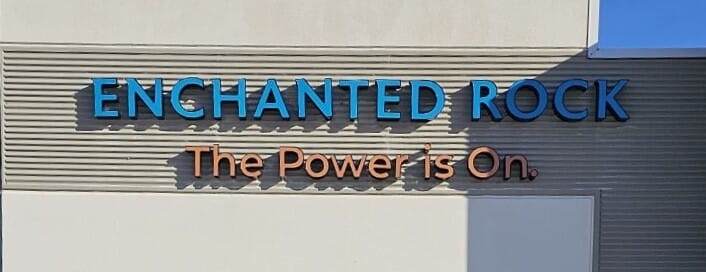 ENCHANTED ROCK
The Power is On.